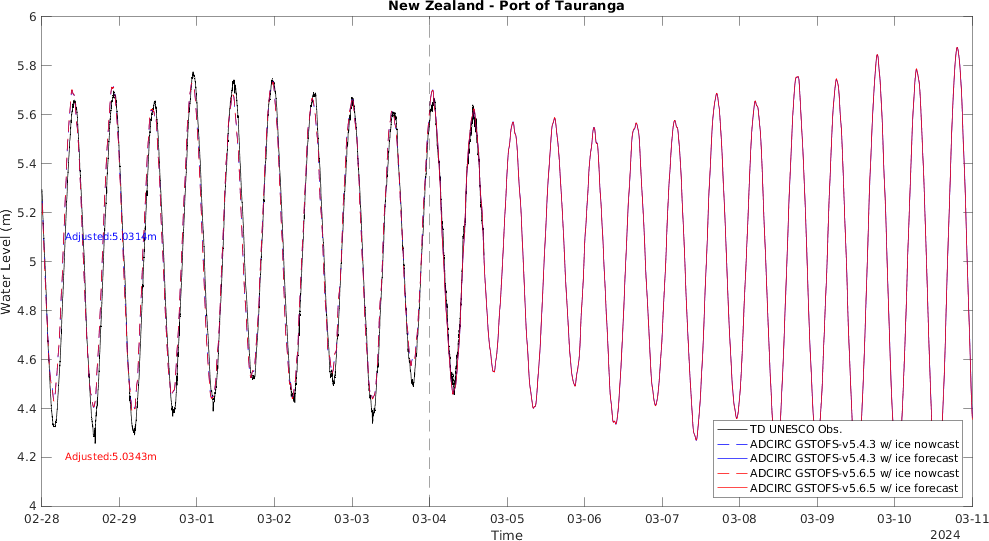 New Zealand - Port of Tauranga
6
5.8
5.6
5.4
5.2
5
4.8
4.6
4.4
4.2
4
Water Level (m)
Adjusted:5.0314m
Adjusted:5.0343m
TD UNESCO Obs.
ADCIRC GSTOFS-v5.4.3 w/ ice nowcast
ADCIRC GSTOFS-v5.4.3 w/ ice forecast
ADCIRC GSTOFS-v5.6.5 w/ ice nowcast
ADCIRC GSTOFS-v5.6.5 w/ ice forecast
02-28 02-29 03-01 03-02 03-03 03-04 03-05 03-06 03-07 03-08 03-09 03-10 03-11
Time
2024